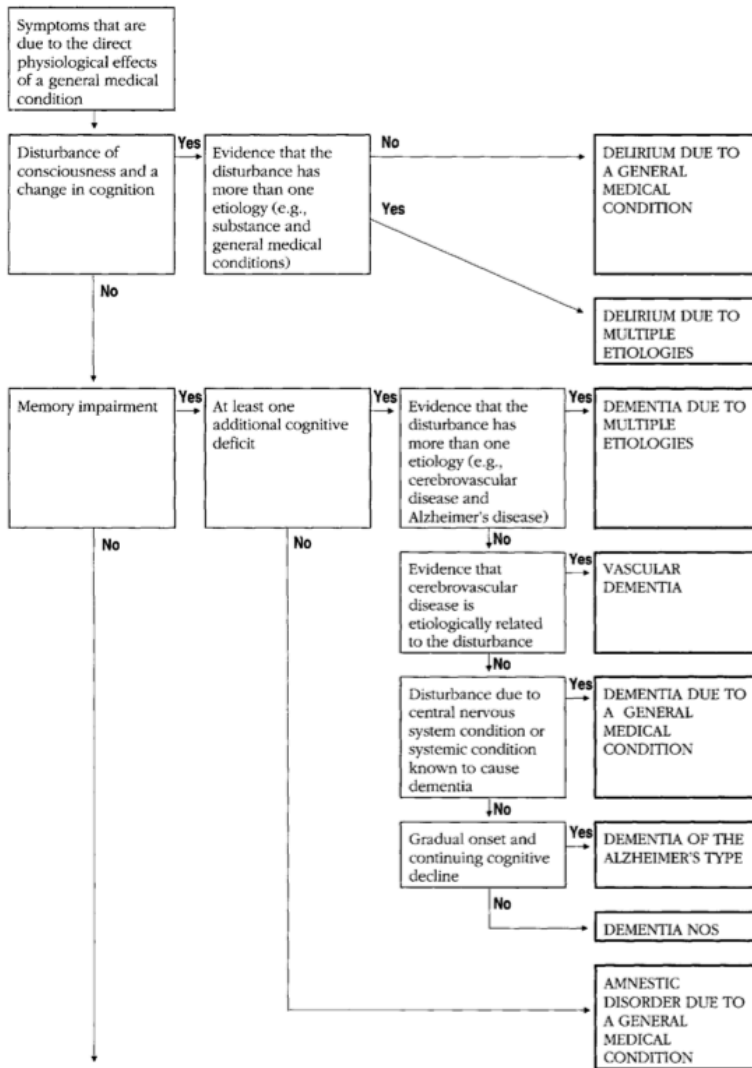 Symptoms that are
due to the direct
physiological effects
of a general medical
condition
Disturbance of
consciousness and a
change in cognition
Yes
Evidence that the
disturbance has
more than one
etiology (e.g.,
substance and
general medical
conditions)
No
Yes
DELIRIUM DUE TO
A GENERAL
MEDICAL
CONDITION
No
DELIRIUM DUE TO
MULTIPLE
ETIOLOGIES
Memory impairment
Yes
At least one
additional cognitive
deficit
Yes
Evidence that the
disturbance has
more than one
etiology (e.g.,
cerebrovascular
disease and
Alzheimer's disease)
Yes
DEMENTIA DUE TO
MULTIPLE
ETIOLOGIES
No
No
No
Evidence that
cerebrovascular
disease is
etiologically related
to the disturbance
Yes
VASCULAR
DEMENTIA
No
Disturbance due to
central nervous
system condition or
systemic condition
known to cause
dementia
Yes
DEMENTIA DUE TO
A GENERAL
MEDICAL
CONDITION
No
Gradual onset and
continuing cognitive
decline
Yes
DEMENTIA OF THE
ALZHEIMER'S TYPE
No
DEMENTIA NOS
AMNESTIC
DISORDER DUE TO
A GENERAL
MEDICAL
CONDITION